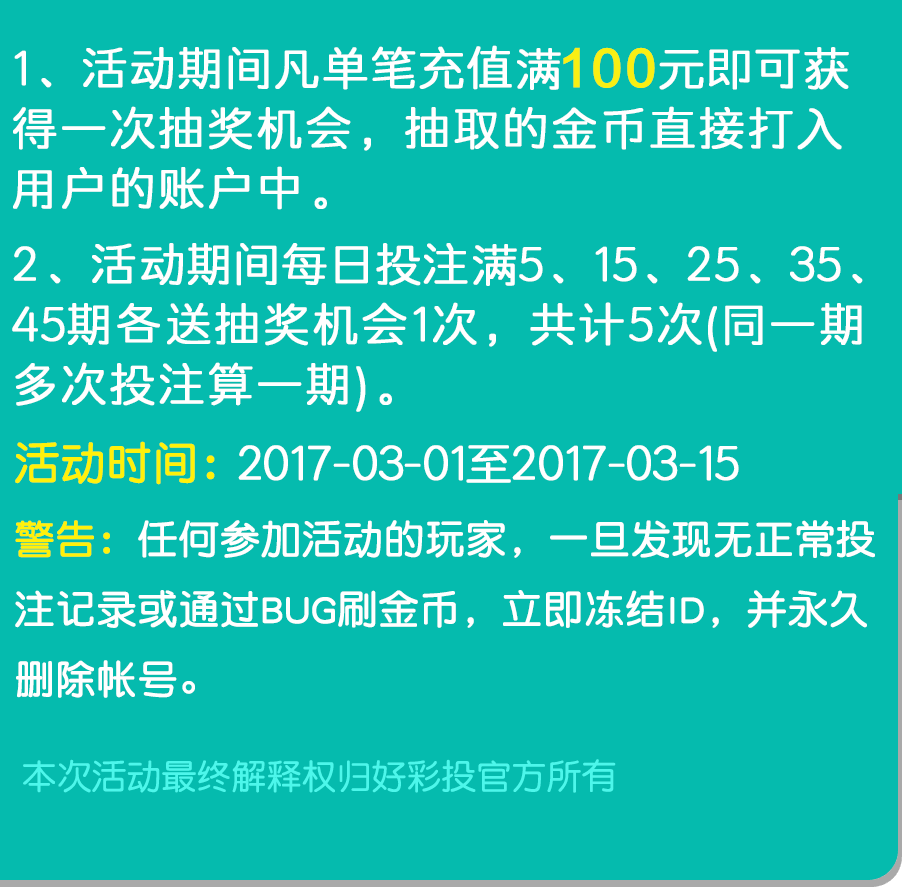 1、活动期间凡单笔充值满100元即可获
得一次抽奖机会，抽取的金币直接打入
用户的账户中。
2、活动期间每日投注满5、15、25、35、
45期各送抽奖机会1次，共计5次(同一期
多次投注算一期)。
活动时间：2017-03-01至2017-03-15
警告：任何参加活动的玩家，一旦发现无正常投
注记录或通过BUG刷金币，立即冻结ID，并永久
删除帐号。
本次活动最终解释权归好彩投官方所有